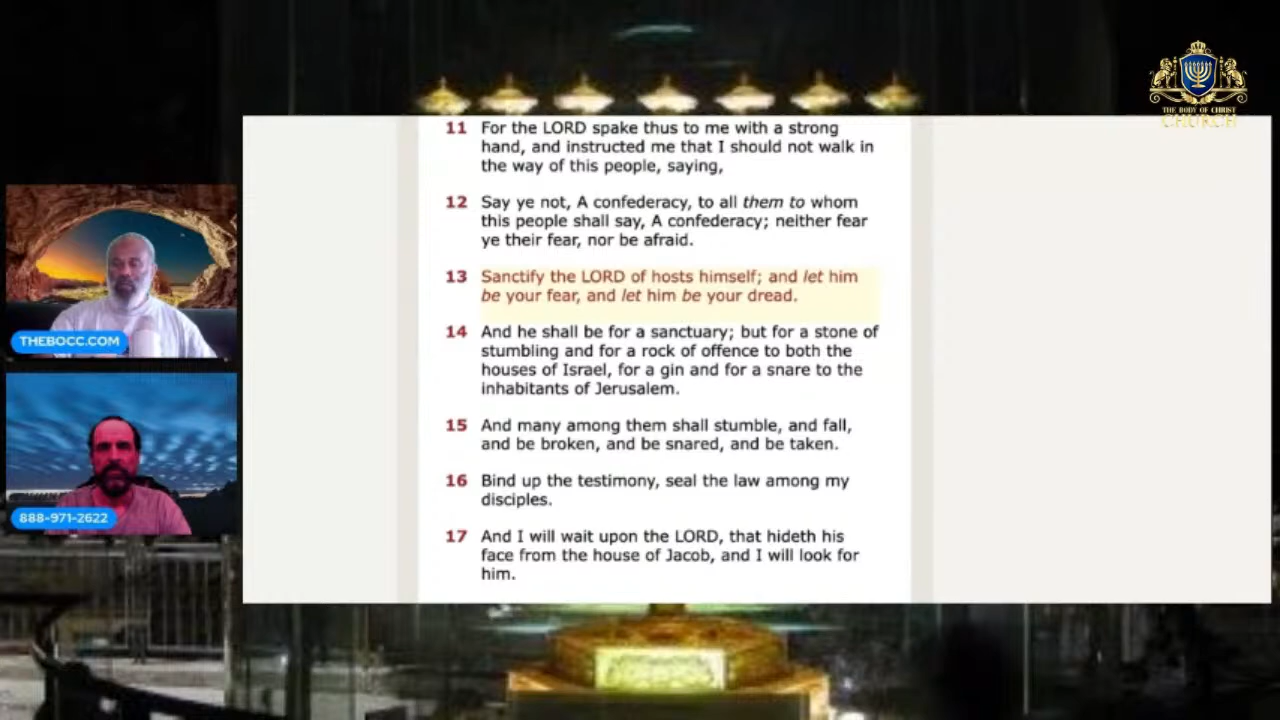 THE BODY OF CHRIST
CHURCH
11 For the LORD spake thus to me with a strong
hand, and instructed me that I should not walk in
the way of this people, saying,
12 Say ye not, A confederacy, to all them to whom
this people shall say, A confederacy; neither fear
ye their fear, nor be afraid.
13 Sanctify the LORD of hosts himself; and let him
be your fear, and let him be your dread.
14 And he shall be for a sanctuary; but for a stone of
stumbling and for a rock of offence to both the
houses of Israel, for a gin and for a snare to the
inhabitants of Jerusalem.
15 And many among them shall stumble, and fall,
and be broken, and be snared, and be taken.
16 Bind up the testimony, seal the law among my
disciples.
17 And I will wait upon the LORD, that hideth his
face from the house of Jacob, and I will look for
him.
THEBOCC.COM
888-971-2622